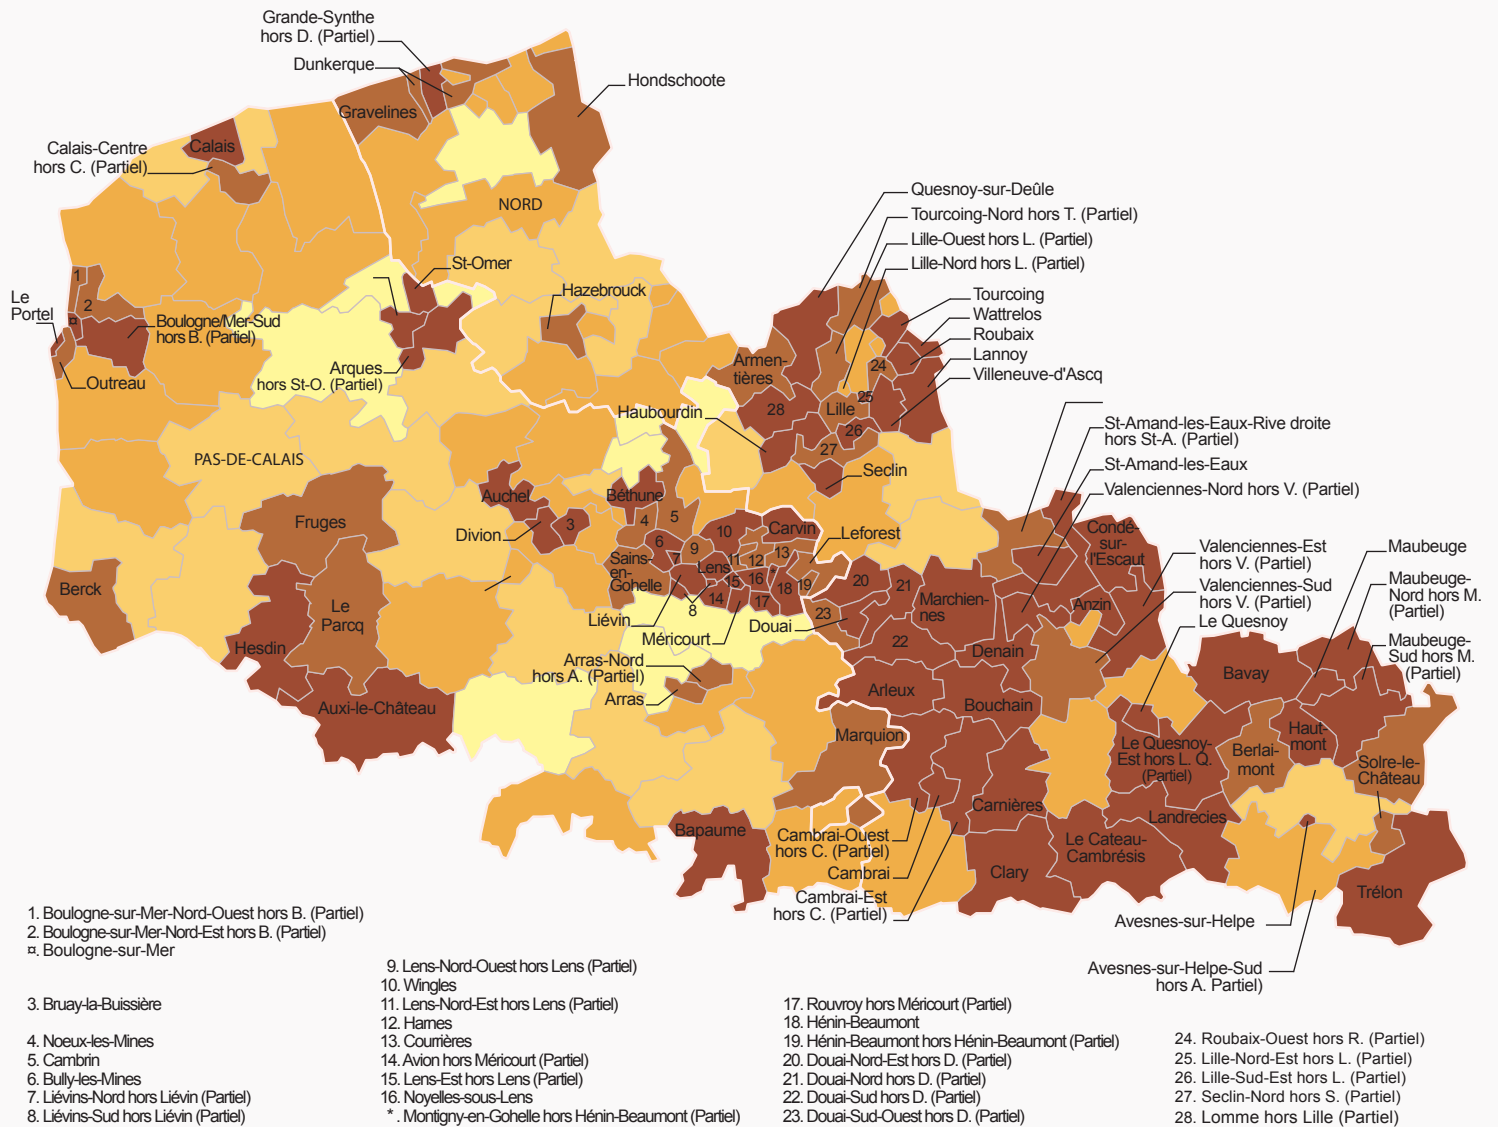 Grande-Synthe
hors D. (Partiel)
Dunkerque
Hondschoote
Gravelines
Calais
Calais-Centre
hors C. (Partiel)
NORD
Quesnoy-sur-Deûle
Tourcoing-Nord hors T. (Partiel)
Lille-Ouest hors L. (Partiel)
Lille-Nord hors L. (Partiel)
St-Omer
Hazebrouck
1
2
Le
Portel
¤
Boulogne/Mer-Sud
hors B. (Partiel)
Tourcoing
Wattrelos
Roubaix
Lannoy
Villeneuve-d'Ascq
Outreau
Arques
hors St-O. (Partiel)
Armen-
tières
24
25
28
Lille
26
27
Haubourdin
Seclin
St-Amand-les-Eaux-Rive droite
hors St-A. (Partiel)
St-Amand-les-Eaux
Valenciennes-Nord hors V. (Partiel)
PAS-DE-CALAIS
Auchel
Béthune
Fruges
Divion
3
4
5
6
7
9
10
Carvin
Leforest
11
12
13
Condé-
sur-
l'Escaut
Valenciennes-Est
hors V. (Partiel)
Valenciennes-Sud
hors V. (Partiel)
Le Quesnoy
Maubeuge
Maubeuge-
Nord hors M.
(Partiel)
Maubeuge-
Sud hors M.
(Partiel)
Berck
Sains-
en-
Gohelle
Lens
15
16
*
18
19
14
17
8
20
21
Marchien-
nes
Anzin
Le
Parcq
Liévin
Méricourt
Douai
23
22
Denain
Hesdin
Arras-Nord
hors A. (Partiel)
Arras
Arleux
Bouchain
Bavay
Auxi-le-Château
Marquion
Le Quesnoy-
Est hors L. Q.
(Partiel)
Berlai-
mont
Haut-
mont
Solre-le-
Château
Bapaume
Carnières
Landrecies
Cambrai-Ouest
hors C. (Partiel)
Cambrai
Cambrai-Est
hors C. (Partiel)
Le Cateau-
Cambrésis
Clary
Trélon
Avesnes-sur-Helpe
Avesnes-sur-Helpe-Sud
hors A. Partiel)
1. Boulogne-sur-Mer-Nord-Ouest hors B. (Partiel)
2. Boulogne-sur-Mer-Nord-Est hors B. (Partiel)
¤. Boulogne-sur-Mer
3. Bruay-la-Buissière
4. Noeux-les-Mines
5. Cambrin
6. Bully-les-Mines
7. Liévins-Nord hors Liévin (Partiel)
8. Liévins-Sud hors Liévin (Partiel)
9. Lens-Nord-Ouest hors Lens (Partiel)
10. Wingles
11. Lens-Nord-Est hors Lens (Partiel)
12. Harnes
13. Courrières
14. Avion hors Méricourt (Partiel)
15. Lens-Est hors Lens (Partiel)
16. Noyelles-sous-Lens
* . Montigny-en-Gohelle hors Hénin-Beaumont (Partiel)
17. Rouvroy hors Méricourt (Partiel)
18. Hénin-Beaumont
19. Hénin-Beaumont hors Hénin-Beaumont (Partiel)
20. Douai-Nord-Est hors D. (Partiel)
21. Douai-Nord hors D. (Partiel)
22. Douai-Sud hors D. (Partiel)
23. Douai-Sud-Ouest hors D. (Partiel)
24. Roubaix-Ouest hors R. (Partiel)
25. Lille-Nord-Est hors L. (Partiel)
26. Lille-Sud-Est hors L. (Partiel)
27. Seclin-Nord hors S. (Partiel)
28. Lomme hors Lille (Partiel)